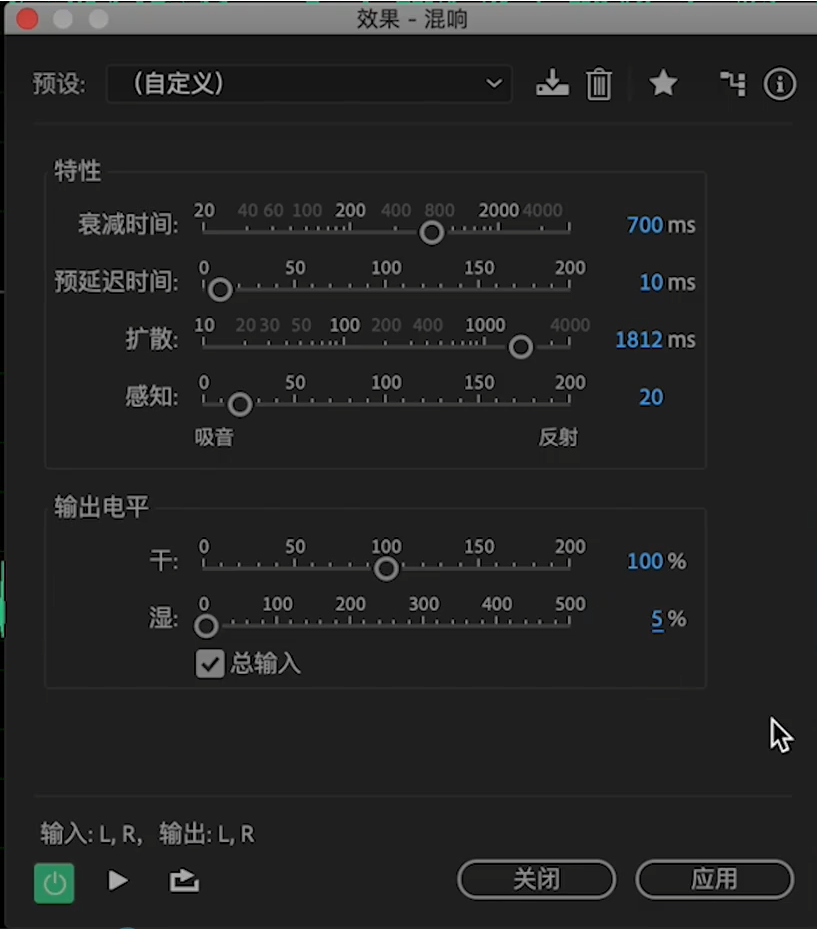 效果 - 混响
预设: (自定义)
特性
20 40 60 100 200 400 800 2000 4000
衰减时间: 700 ms
0 50 100 150 200
预延迟时间: 10 ms
10 20 30 50 100 200 400 1000 4000
扩散: 1812 ms
0 50 100 150 200
感知: 20
吸音 反射
输出电平
0 50 100 150 200
干: 100 %
0 100 200 300 400 500
湿: 5 %
总输入
输入: L, R, 输出: L, R
关闭 应用